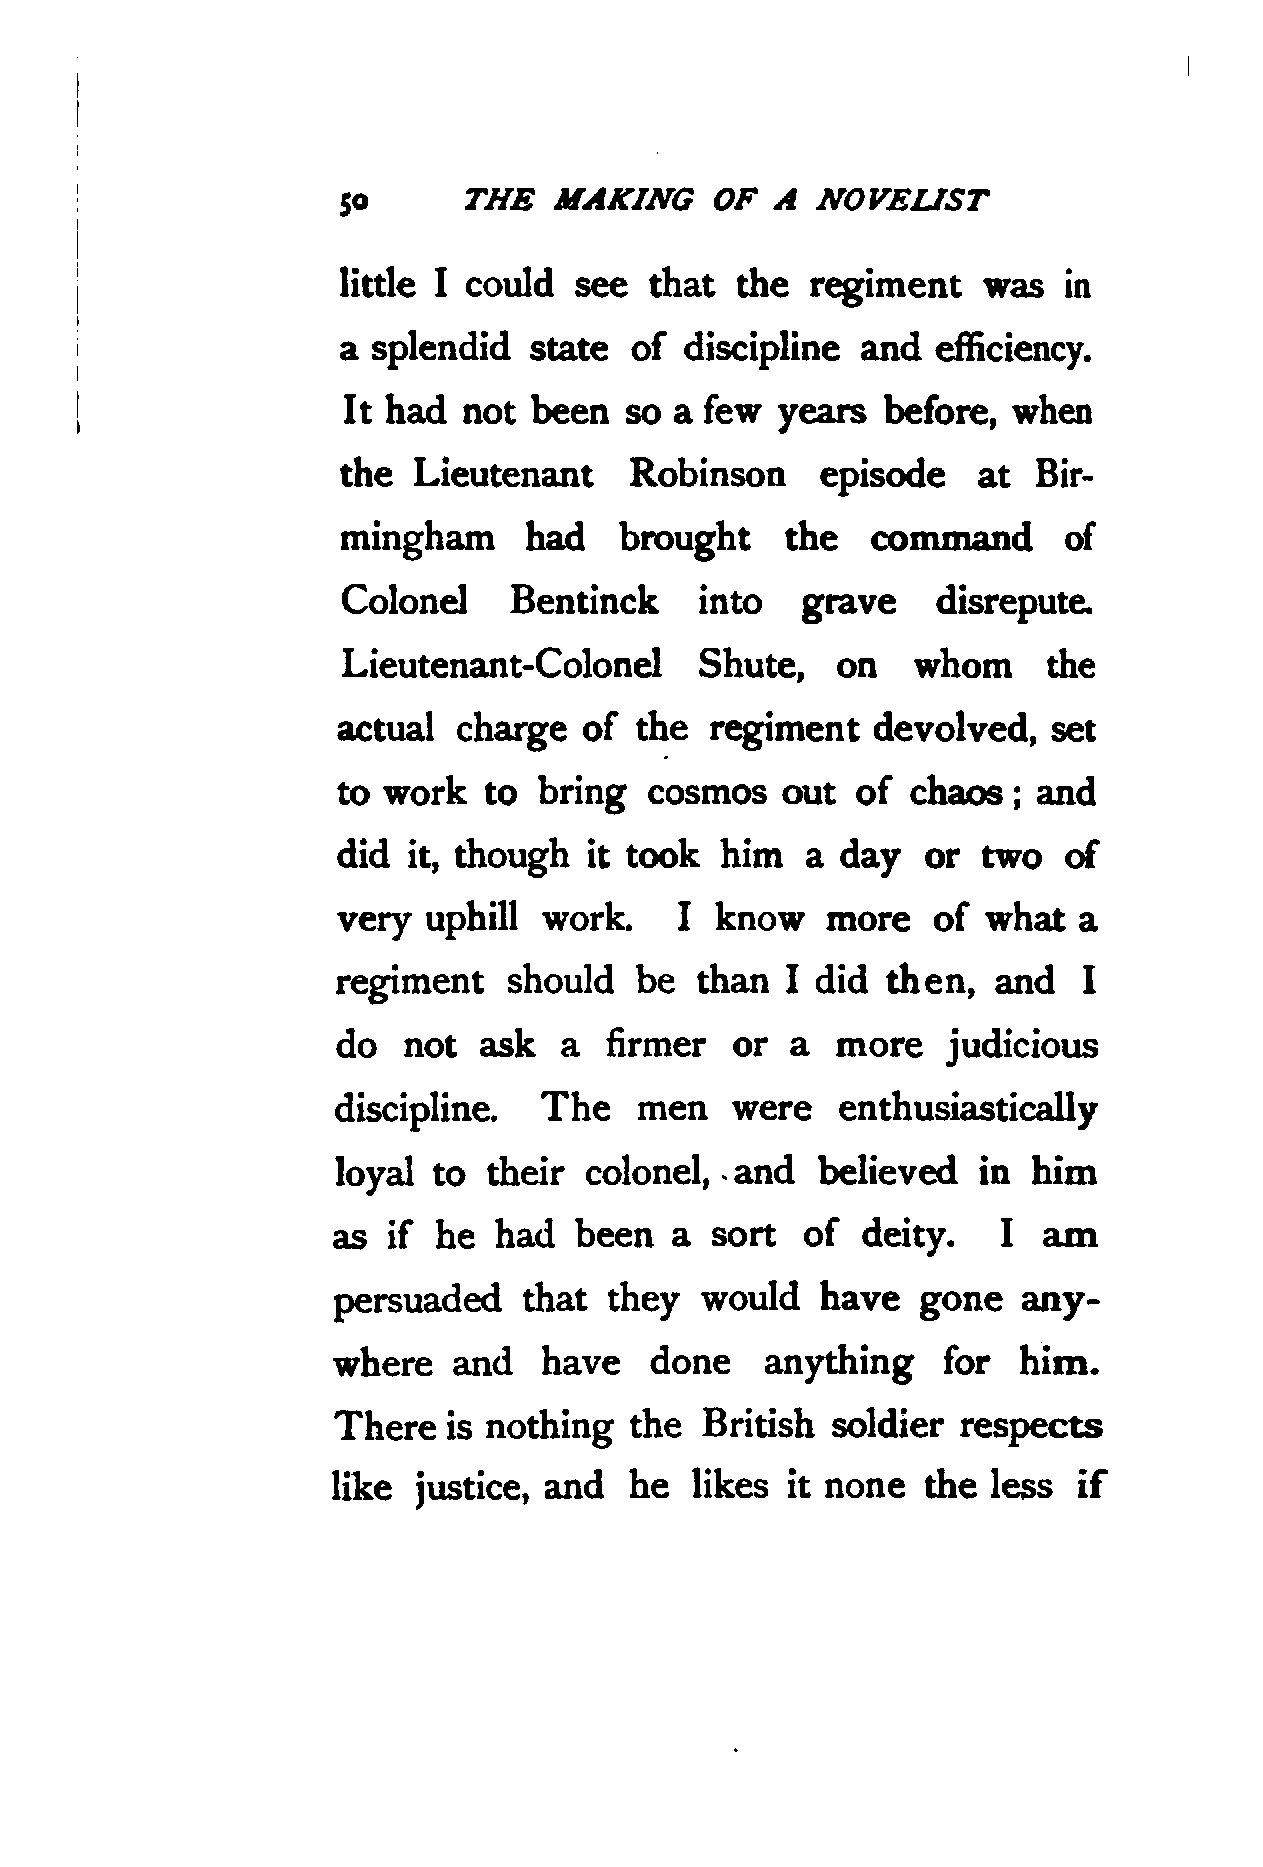 50 THE MAKING OF A NOVELIST
little I could see that the regiment was in
a splendid state of discipline and efficiency.
It had not been so a few years before, when
the Lieutenant Robinson episode at Bir-
mingham had brought the command of
Colonel Bentinck into grave disrepute.
Lieutenant-Colonel Shute, on whom the
actual charge of the regiment devolved, set
to work to bring cosmos out of chaos ; and
did it, though it took him a day or two of
very uphill work. I know more of what a
regiment should be than I did then, and I
do not ask a firmer or a more judicious
discipline. The men were enthusiastically
loyal to their colonel, and believed in him
as if he had been a sort of deity. I am
persuaded that they would have gone any-
where and have done anything for him.
There is nothing the British soldier respects
like justice, and he likes it none the less if